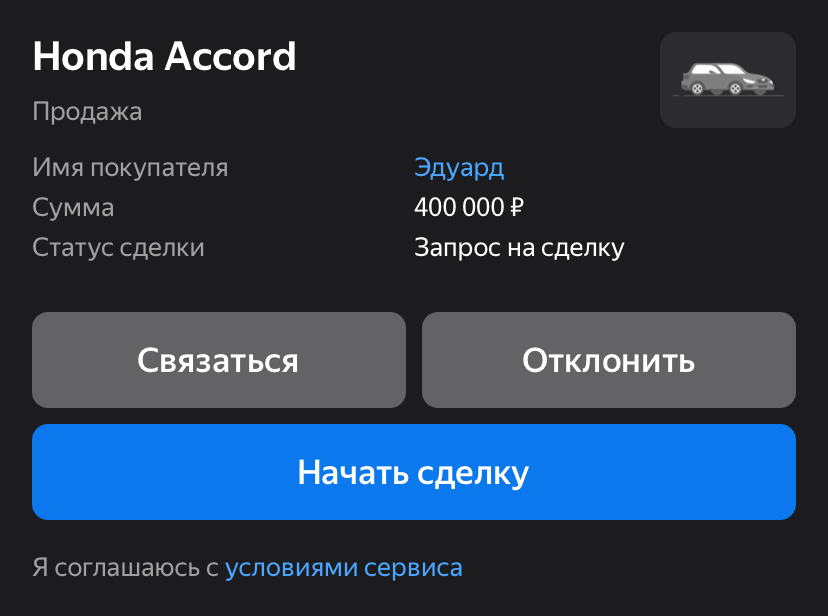 Honda Accord
Продажа
Имя покупателя Эдуард
Сумма 400 000 ₽
Статус сделки Запрос на сделку
Связаться Отклонить
Начать сделку
Я соглашаюсь с условиями сервиса